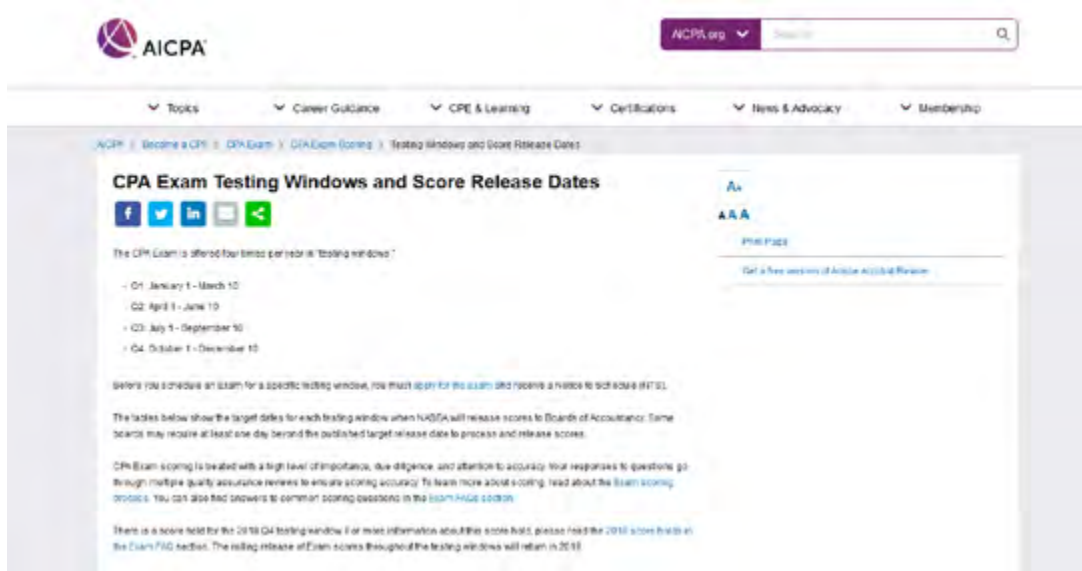 AICPA
AICPA.org
Search
Topics
Career Guidance
CPE & Learning
Certifications
News & Advocacy
Membership
AICPA Become a CPA CPA Exam CPA Exam Scoring Testing Windows and Score Release Dates
CPA Exam Testing Windows and Score Release Dates
The CPA Exam is offered four times per year in "testing windows."
- Q1: January 1 - March 10
- Q2: April 1 - June 10
- Q3: July 1 - September 10
- Q4: October 1 - December 10
Before you schedule an Exam for a specific testing window, you must apply for the exam and receive a Notice to Schedule (NTS).
The tables below show the target dates for each testing window when NASBA will release scores to Boards of Accountancy. Some
boards may require at least one day beyond the published target release date to process and release scores.
CPA Exam scoring is treated with a high level of importance, due diligence, and attention to accuracy. Your responses to questions go
through multiple quality assurance reviews to ensure scoring accuracy. To learn more about scoring, read about the Exam scoring
process. You can also find answers to common scoring questions in the Exam FAQs section.
There is a score hold for the 2018 Q4 testing window. For more information about this score hold, please read the 2018 score holds in
the Exam FAQ section. The rolling release of Exam scores throughout the testing windows will return in
A
A A A
Print Page
Get a free version of Adobe Acrobat Reader